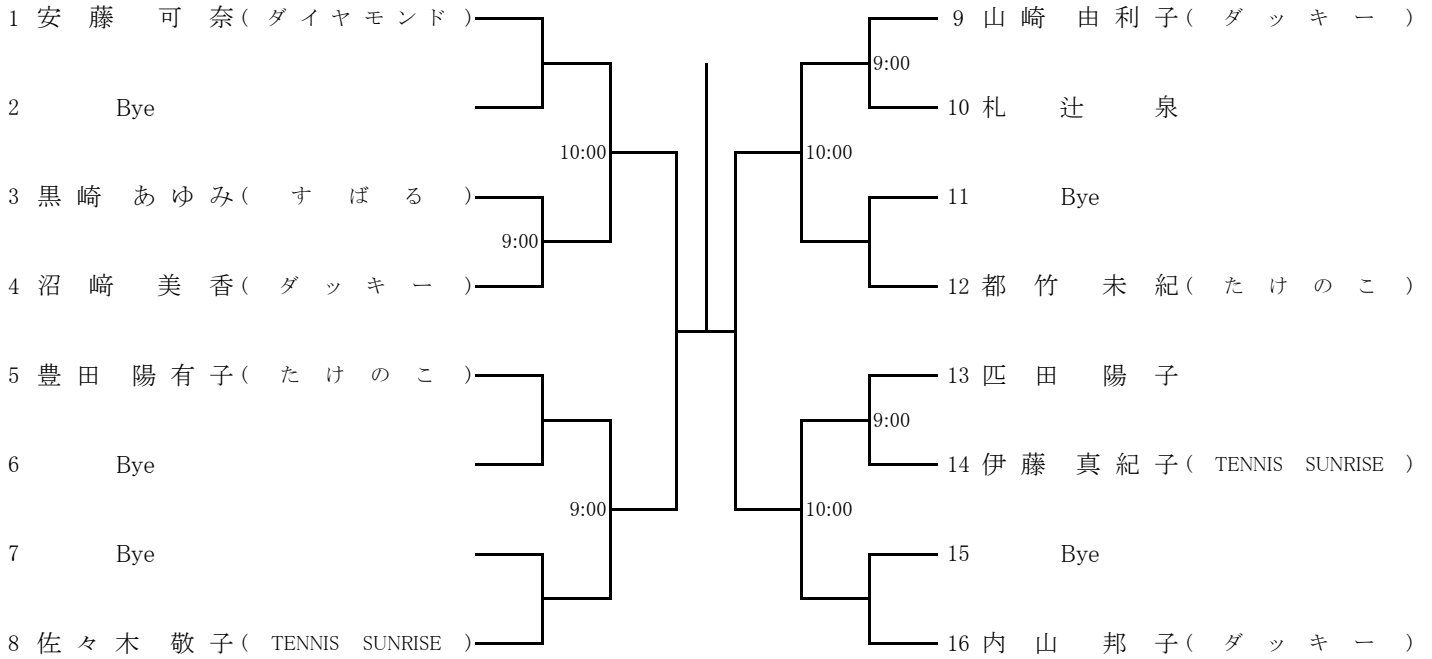 1 安藤 可奈(ダイヤモンド)
2 Bye
10:00
3 黒崎 あゆみ(すばる)
9:00
4 沼﨑 美香(ダッキー)
5 豊田 陽有子(たけのこ)
6 Bye
9:00
7 Bye
8 佐々木 敬子(TENNIS SUNRISE)
9 山崎 由利子(ダッキー)
9:00
10 札辻 泉
10:00
11 Bye
12 都竹 未紀(たけのこ)
13 匹田 陽子
9:00
14 伊藤 真紀子(TENNIS SUNRISE)
10:00
15 Bye
16 内山 邦子(ダッキー)